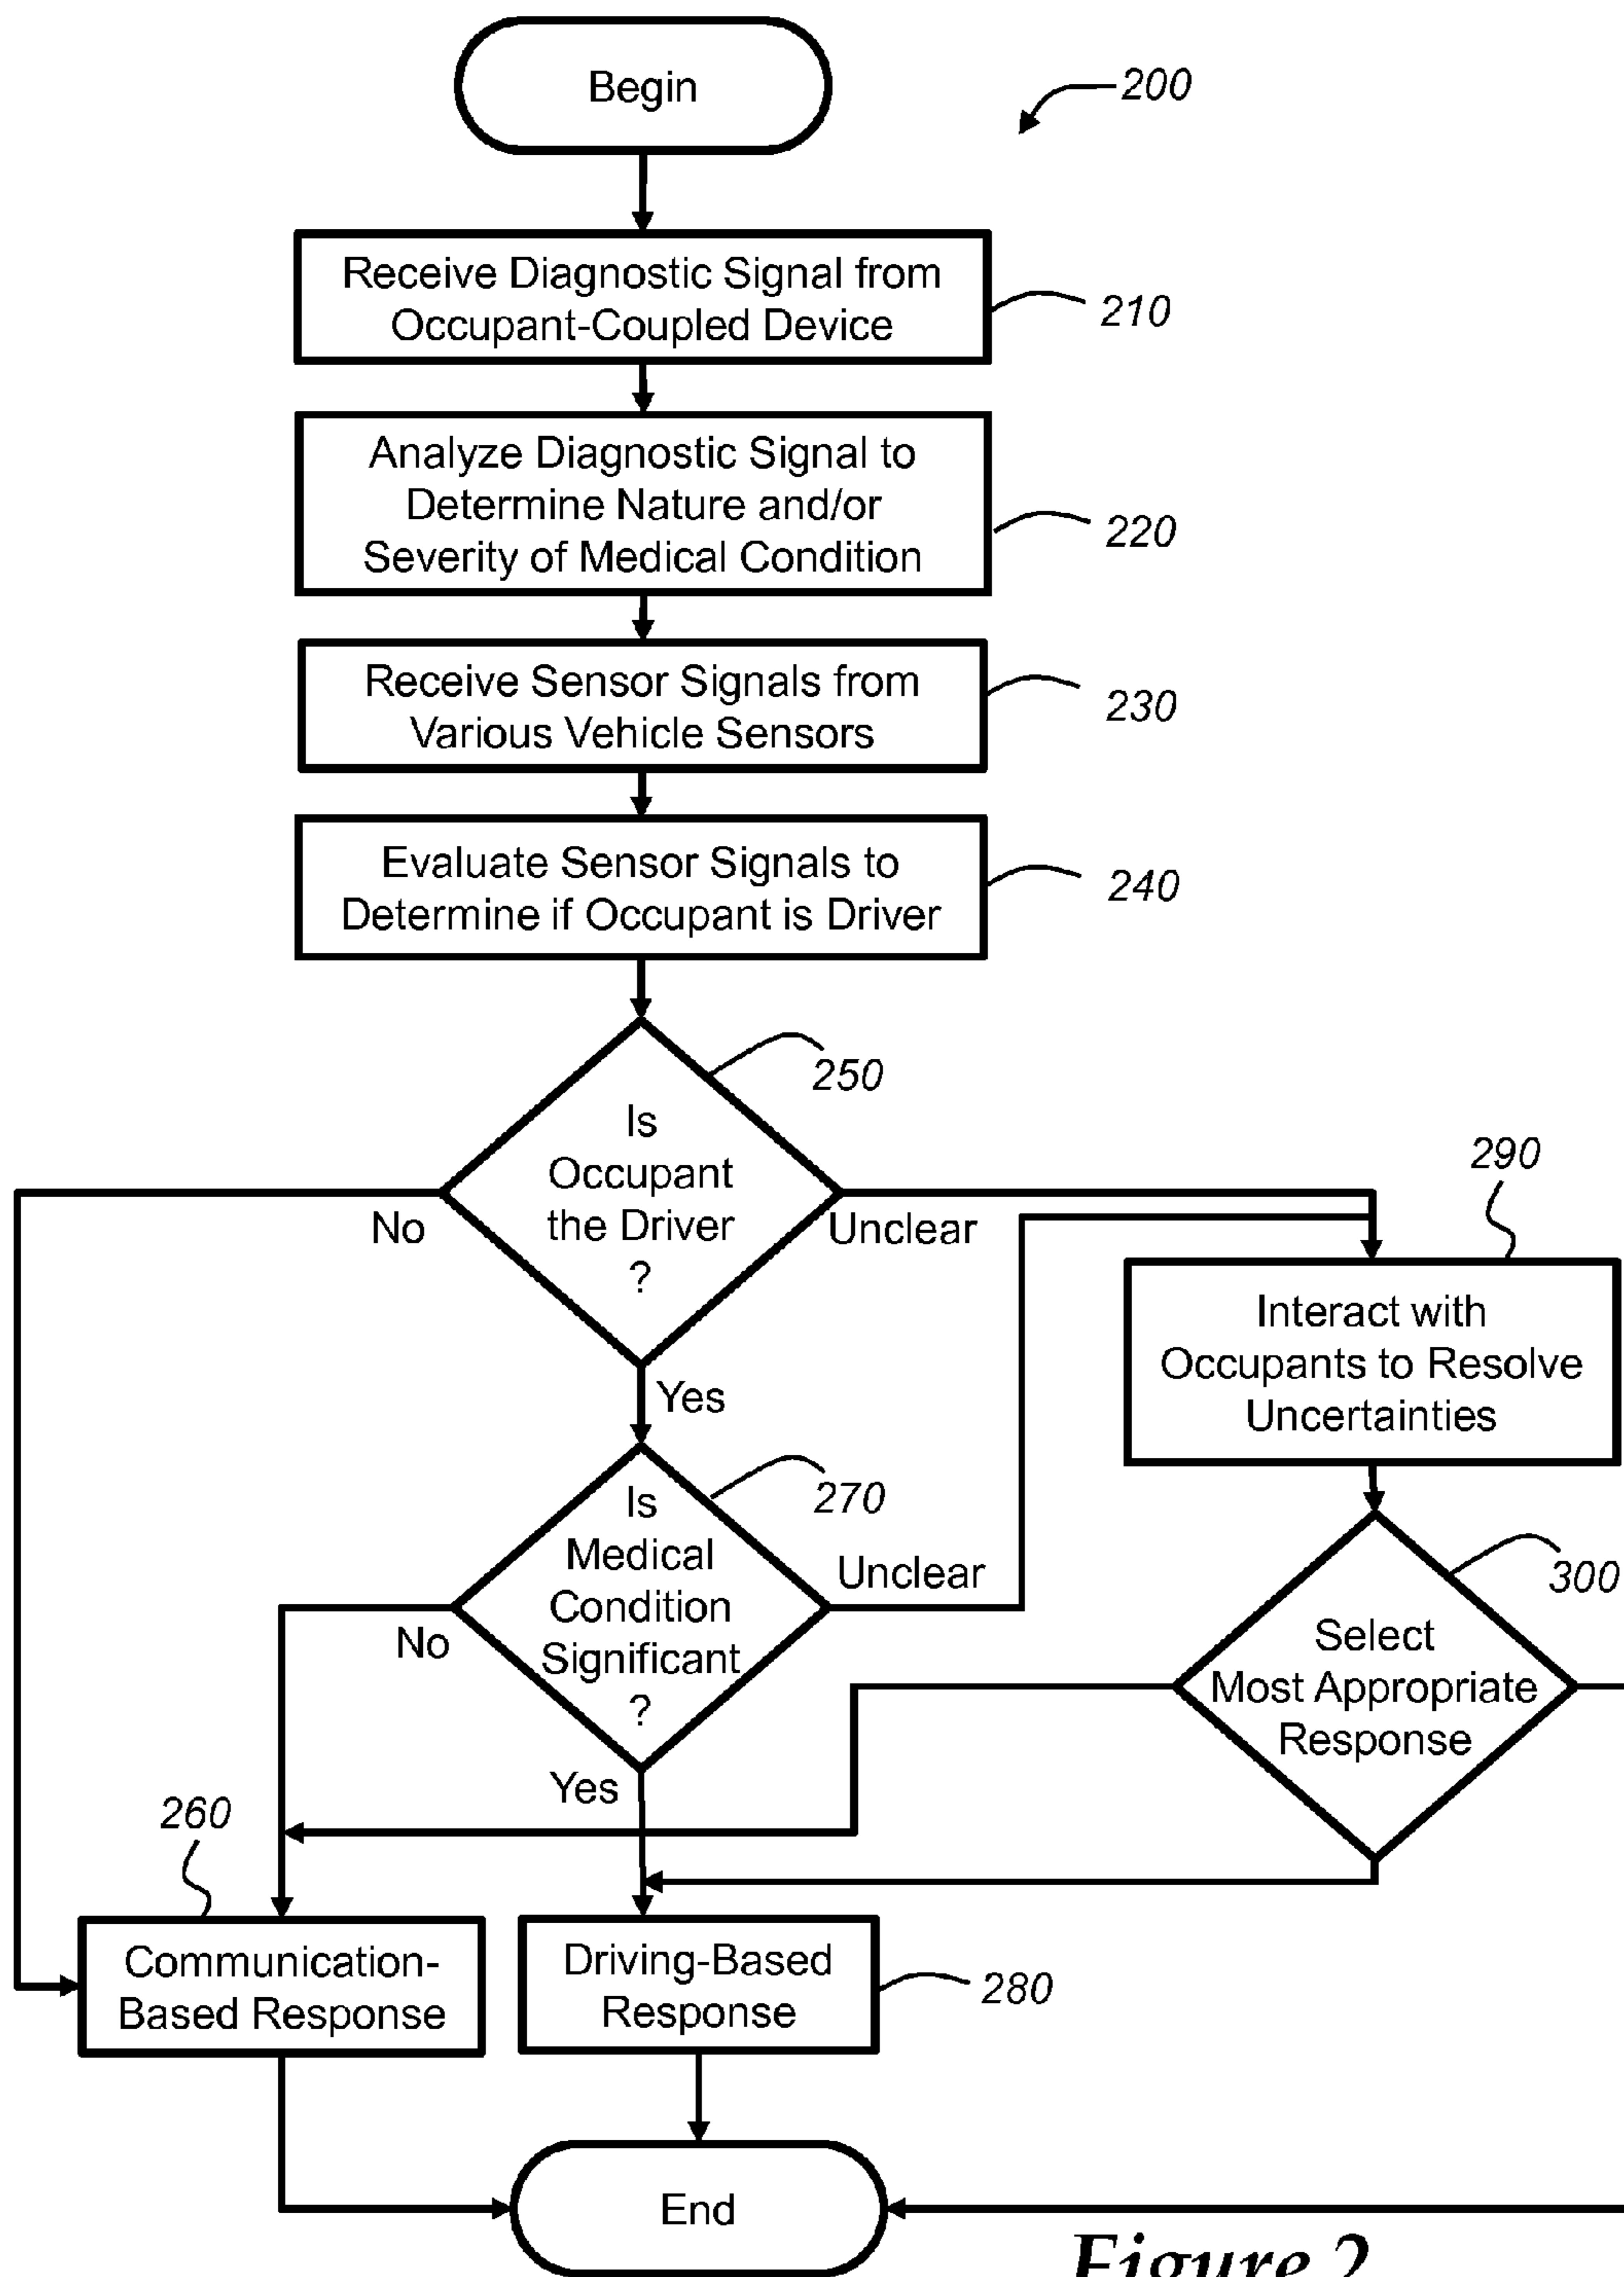 Begin
200
Receive Diagnostic Signal from
Occupant-Coupled Device
210
Analyze Diagnostic Signal to
Determine Nature and/or
Severity of Medical Condition
220
Receive Sensor Signals from
Various Vehicle Sensors
230
Evaluate Sensor Signals to
Determine if Occupant is Driver
240
250
Is
Occupant
the Driver
?
No
Unclear
Yes
290
Interact with
Occupants to Resolve
Uncertainties
270
Is
Medical
Condition
Significant
?
Unclear
No
Yes
300
Select
Most Appropriate
Response
260
Communication-
Based Response
Driving-Based
Response
280
End
Figure 2